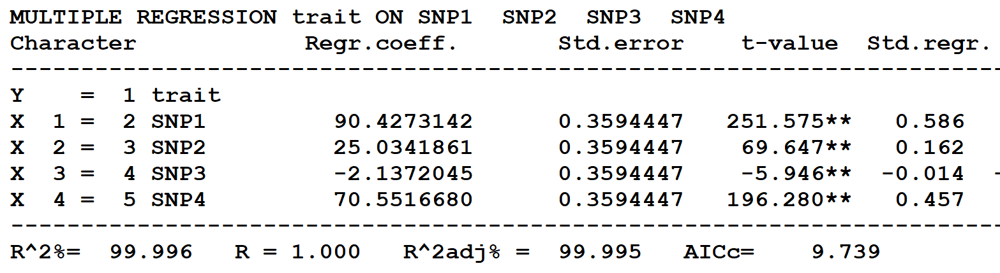 MULTIPLE REGRESSION trait ON SNP1 SNP2 SNP3 SNP4
Character Regr.coeff. Std.error t-value Std.regr.
--------------------------------------------------------------------------------
Y = 1 trait
X 1 = 2 SNP1 90.4273142 0.3594447 251.575** 0.586
X 2 = 3 SNP2 25.0341861 0.3594447 69.647** 0.162
X 3 = 4 SNP3 -2.1372045 0.3594447 -5.946** -0.014 -
X 4 = 5 SNP4 70.5516680 0.3594447 196.280** 0.457
--------------------------------------------------------------------------------
R^2%= 99.996 R = 1.000 R^2adj% = 99.995 AICc= 9.739